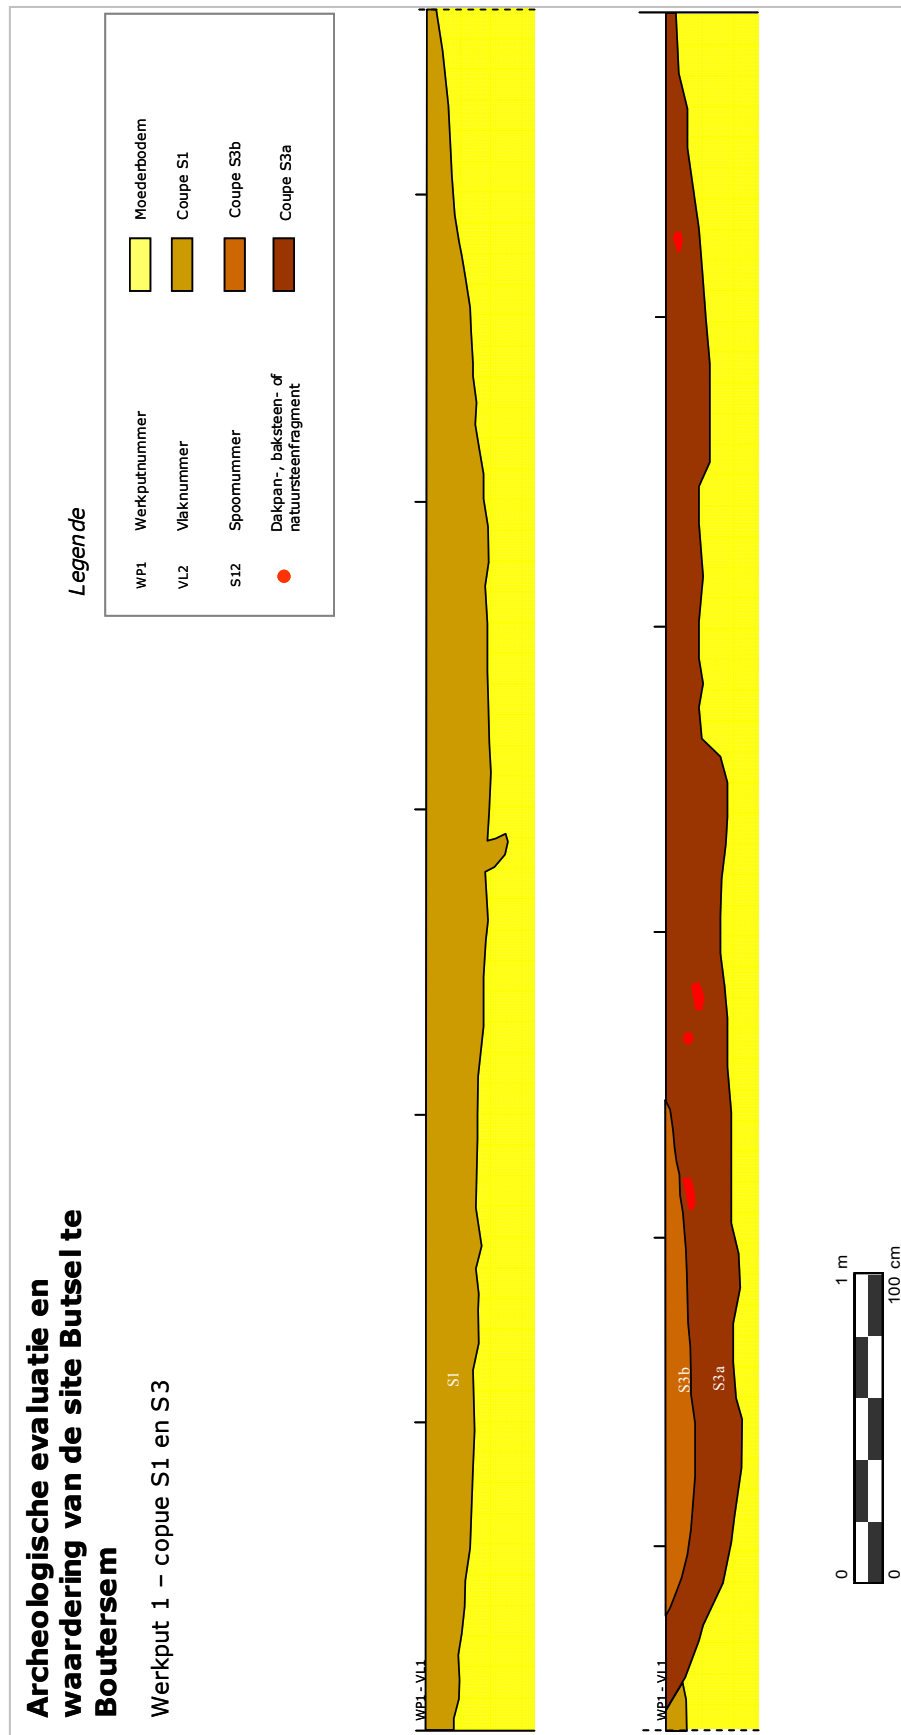 Archeologische evaluatie en
waardering van de site Butsel te
Boutersem
Werkput 1 – copue S1 en S3
Legende
WP1 Werkputnummer Moederbodem
VL2 Vlaknummer Coupe S1
S12 Spoornummer Coupe S3b
Dakpan-, baksteen- of Coupe S3a
natuursteenfragment
WP1 - VL1
S1
WP1 - VL1
S3b
S3a
0 1 m
0 100 cm